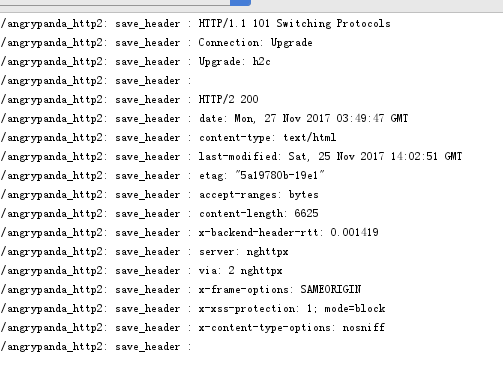 /angrypanda_http2: save_header : HTTP/1.1 101 Switching Protocols
/angrypanda_http2: save_header : Connection: Upgrade
/angrypanda_http2: save_header : Upgrade: h2c
/angrypanda_http2: save_header :
/angrypanda_http2: save_header : HTTP/2 200
/angrypanda_http2: save_header : date: Mon, 27 Nov 2017 03:49:47 GMT
/angrypanda_http2: save_header : content-type: text/html
/angrypanda_http2: save_header : last-modified: Sat, 25 Nov 2017 14:02:51 GMT
/angrypanda_http2: save_header : etag: "5a19780b-19e1"
/angrypanda_http2: save_header : accept-ranges: bytes
/angrypanda_http2: save_header : content-length: 6625
/angrypanda_http2: save_header : x-backend-header-rtt: 0.001419
/angrypanda_http2: save_header : server: nghttpx
/angrypanda_http2: save_header : via: 2 nghttpx
/angrypanda_http2: save_header : x-frame-options: SAMEORIGIN
/angrypanda_http2: save_header : x-xss-protection: 1; mode=block
/angrypanda_http2: save_header : x-content-type-options: nosniff
/angrypanda_http2: save_header :